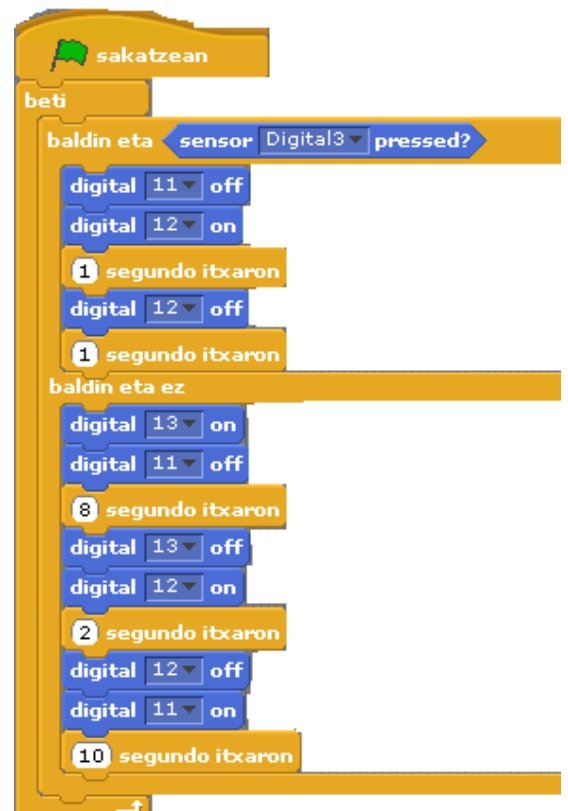 sakatzean
beti
baldin eta sensor Digital3 pressed?
digital 11 off
digital 12 on
1 segundo itxaron
digital 12 off
1 segundo itxaron
baldin eta ez
digital 13 on
digital 11 off
8 segundo itxaron
digital 13 off
digital 12 on
2 segundo itxaron
digital 12 off
digital 11 on
10 segundo itxaron